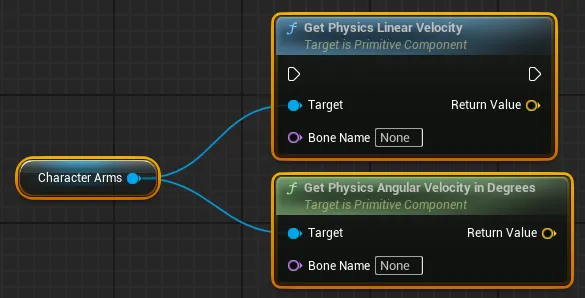 Get Physics Linear Velocity
Target is Primitive Component
Target
Return Value
Bone Name
None
Character Arms
Get Physics Angular Velocity in Degrees
Target is Primitive Component
Target
Return Value
Bone Name
None